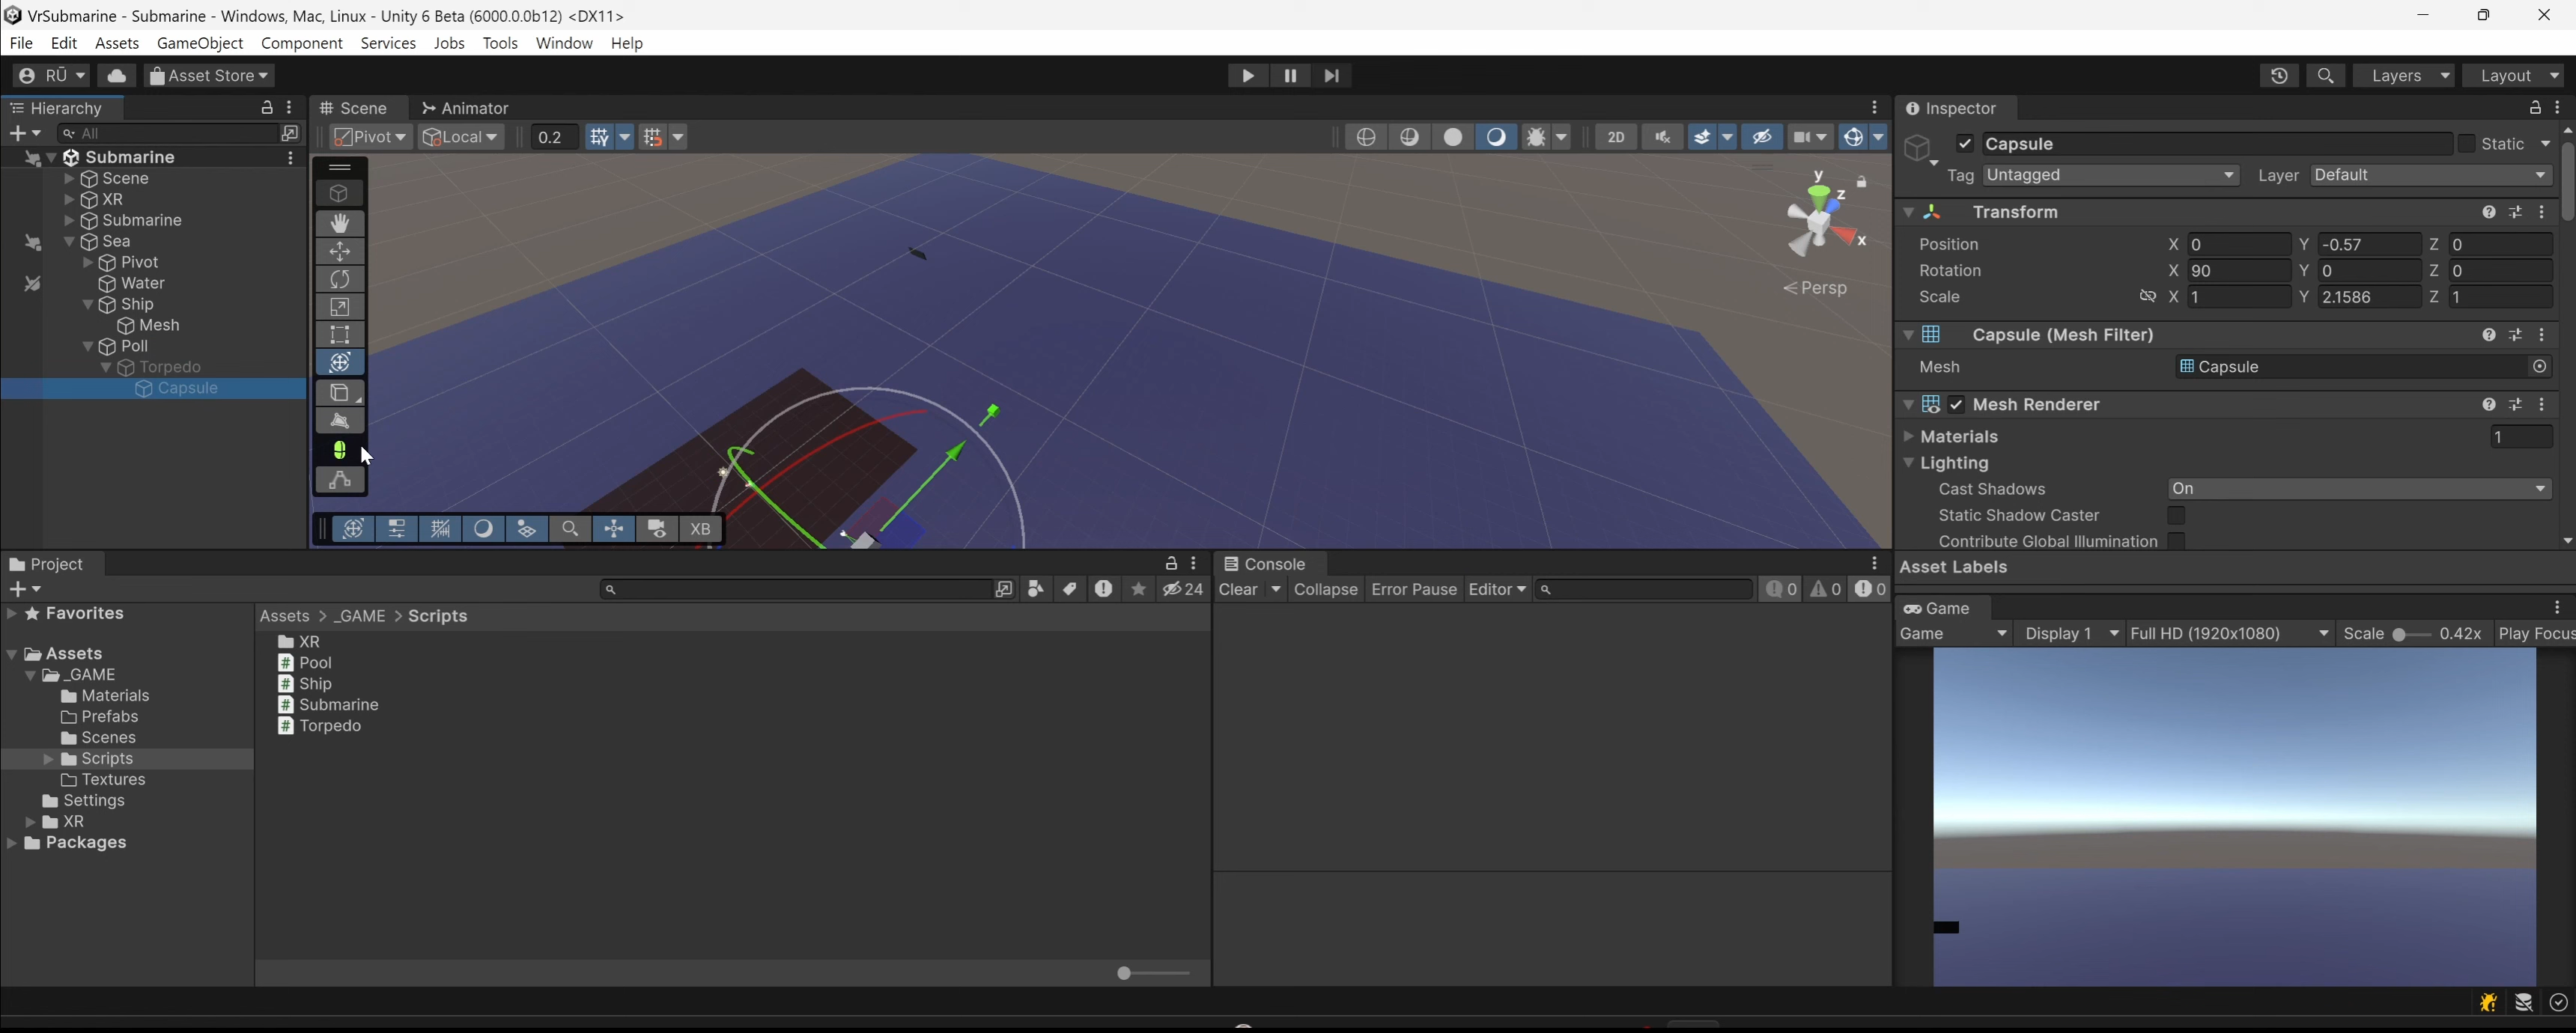 VrSubmarine - Submarine - Windows, Mac, Linux - Unity 6 Beta (6000.0.0b12) <DX11>
File Edit Assets GameObject Component Services Jobs Tools Window Help
RŪ Asset Store Layers Layout
Hierarchy
All
Submarine
Scene
XR
Submarine
Sea
Pivot
Water
Ship
Mesh
Poll
Torpedo
Capsule
Scene Animator
Pivot Local 0.2 2D
y
z
x
Persp
XB
Inspector
Capsule Static
Tag Untagged Layer Default
Transform
Position X 0 Y -0.57 Z 0
Rotation X 90 Y 0 Z 0
Scale X 1 Y 2.1586 Z 1
Capsule (Mesh Filter)
Mesh Capsule
Mesh Renderer
Materials 1
Lighting
Cast Shadows On
Static Shadow Caster
Contribute Global Illumination
Asset Labels
Project
24
Favorites
Assets
_GAME
Materials
Prefabs
Scenes
Scripts
Textures
Settings
XR
Packages
Assets > _GAME > Scripts
XR
Pool
Ship
Submarine
Torpedo
Console
Clear Collapse Error Pause Editor 0 0 0
Game
Game Display 1 Full HD (1920x1080) Scale 0.42x Play Focus